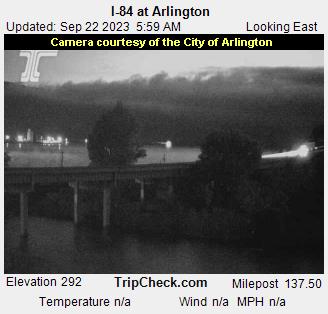 I-84 at Arlington
Updated: Sep 22 2023 5:59 AM Looking East
Camera courtesy of the City of Arlington
Elevation 292 TripCheck.com Milepost 137.50
Temperature n/a Wind n/a MPH n/a